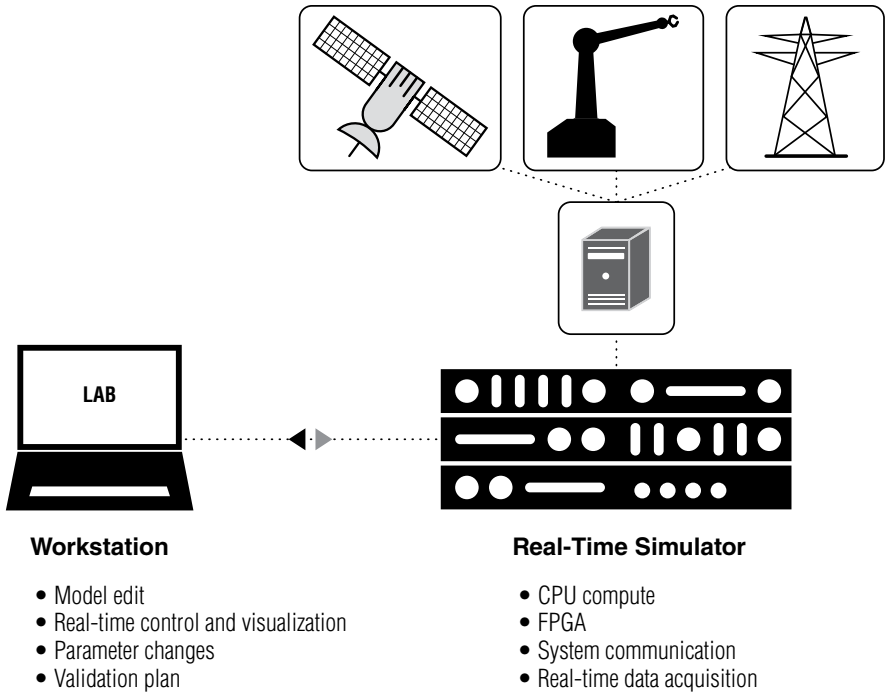 LAB
Workstation
• Model edit
• Real-time control and visualization
• Parameter changes
• Validation plan
Real-Time Simulator
• CPU compute
• FPGA
• System communication
• Real-time data acquisition